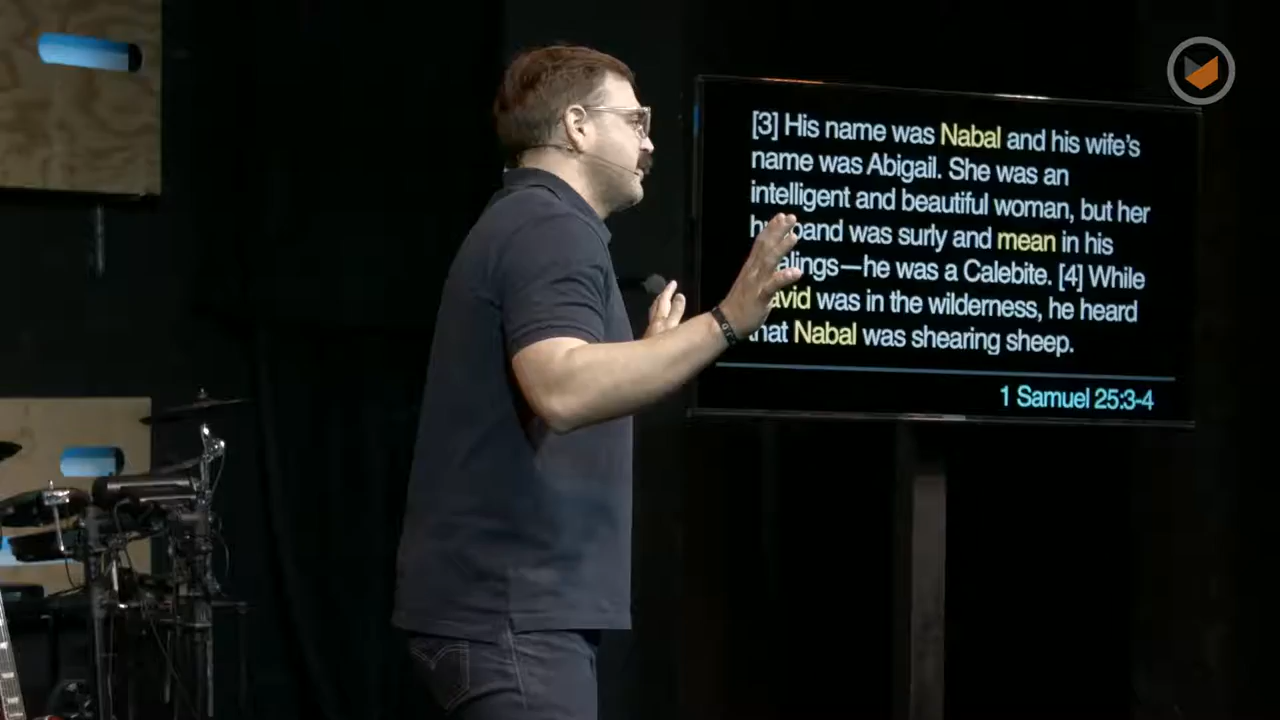 [3] His name was Nabal and his wife's
name was Abigail. She was an
intelligent and beautiful woman, but her
was surly and mean in his
he was a Calebite. [4] While
was in the wilderness, he heard
Nabal was shearing sheep.
1 Samuel 25:3-4